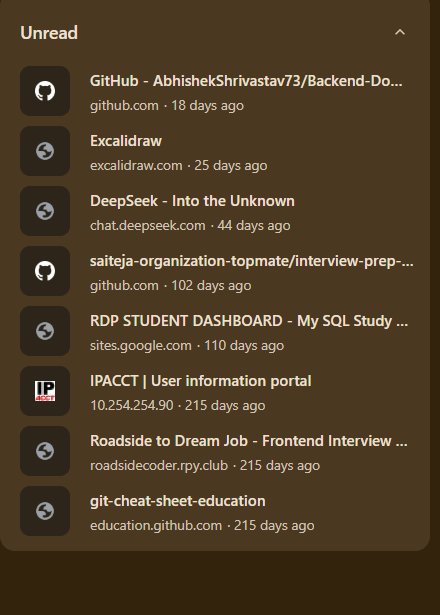 Unread
GitHub - AbhishekShrivastav73/Backend-Do...
github.com · 18 days ago
Excalidraw
excalidraw.com · 25 days ago
DeepSeek - Into the Unknown
chat.deepseek.com · 44 days ago
saiteja-organization-topmate/interview-prep-...
github.com · 102 days ago
RDP STUDENT DASHBOARD - My SQL Study ...
sites.google.com · 110 days ago
IP
ACCT
IPACCT | User information portal
10.254.254.90 · 215 days ago
Roadside to Dream Job - Frontend Interview ...
roadsidecoder.rpy.club · 215 days ago
git-cheat-sheet-education
education.github.com · 215 days ago